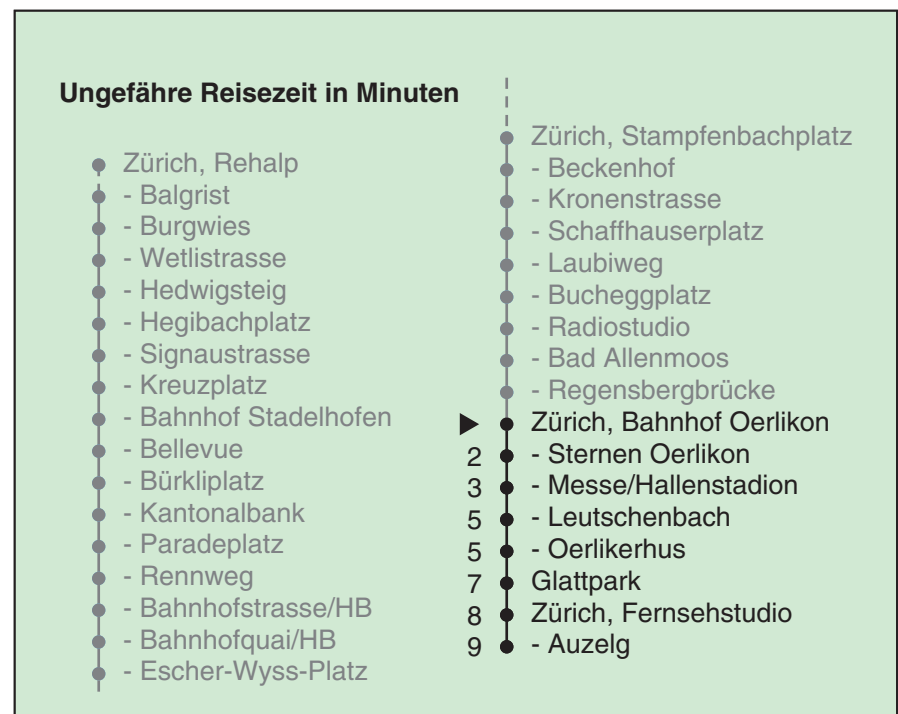 Ungefähre Reisezeit in Minuten
Zürich, Rehalp
- Balgrist
- Burgwies
- Wetlistrasse
- Hedwigsteig
- Hegibachplatz
- Signaustrasse
- Kreuzplatz
- Bahnhof Stadelhofen
- Bellevue
- Bürkliplatz
- Kantonalbank
- Paradeplatz
- Rennweg
- Bahnhofstrasse/HB
- Bahnhofquai/HB
- Escher-Wyss-Platz
Zürich, Stampfenbachplatz
- Beckenhof
- Kronenstrasse
- Schaffhauserplatz
- Laubiweg
- Bucheggplatz
- Radiostudio
- Bad Allenmoos
- Regensbergbrücke
Zürich, Bahnhof Oerlikon
2 - Sternen Oerlikon
3 - Messe/Hallenstadion
5 - Leutschenbach
5 - Oerlikerhus
7 Glattpark
8 Zürich, Fernsehstudio
9 - Auzelg